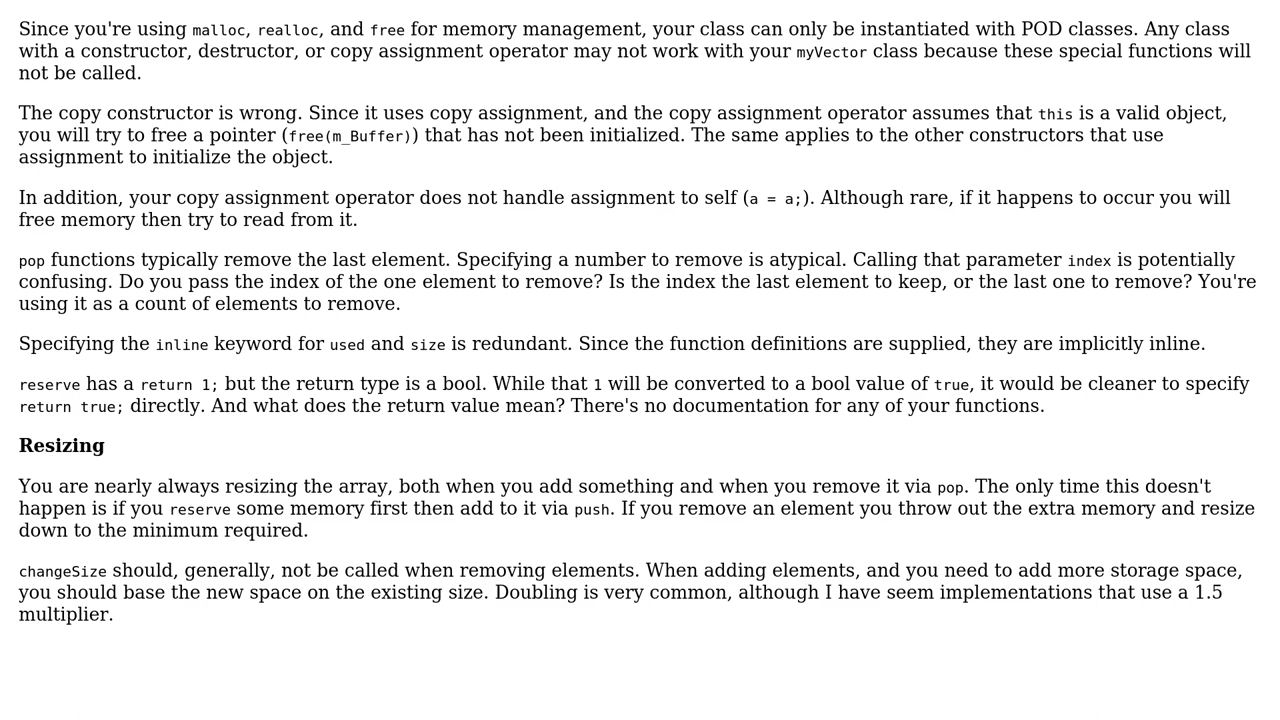 Since you're using malloc, realloc, and free for memory management, your class can only be instantiated with POD classes. Any class
with a constructor, destructor, or copy assignment operator may not work with your myVector class because these special functions will
not be called.
The copy constructor is wrong. Since it uses copy assignment, and the copy assignment operator assumes that this is a valid object,
you will try to free a pointer (free(m_Buffer)) that has not been initialized. The same applies to the other constructors that use
assignment to initialize the object.
In addition, your copy assignment operator does not handle assignment to self (a = a;). Although rare, if it happens to occur you will
free memory then try to read from it.
pop functions typically remove the last element. Specifying a number to remove is atypical. Calling that parameter index is potentially
confusing. Do you pass the index of the one element to remove? Is the index the last element to keep, or the last one to remove? You're
using it as a count of elements to remove.
Specifying the inline keyword for used and size is redundant. Since the function definitions are supplied, they are implicitly inline.
reserve has a return 1; but the return type is a bool. While that 1 will be converted to a bool value of true, it would be cleaner to specify
return true; directly. And what does the return value mean? There's no documentation for any of your functions.
Resizing
You are nearly always resizing the array, both when you add something and when you remove it via pop. The only time this doesn't
happen is if you reserve some memory first then add to it via push. If you remove an element you throw out the extra memory and resize
down to the minimum required.
changeSize should, generally, not be called when removing elements. When adding elements, and you need to add more storage space,
you should base the new space on the existing size. Doubling is very common, although I have seem implementations that use a 1.5
multiplier.